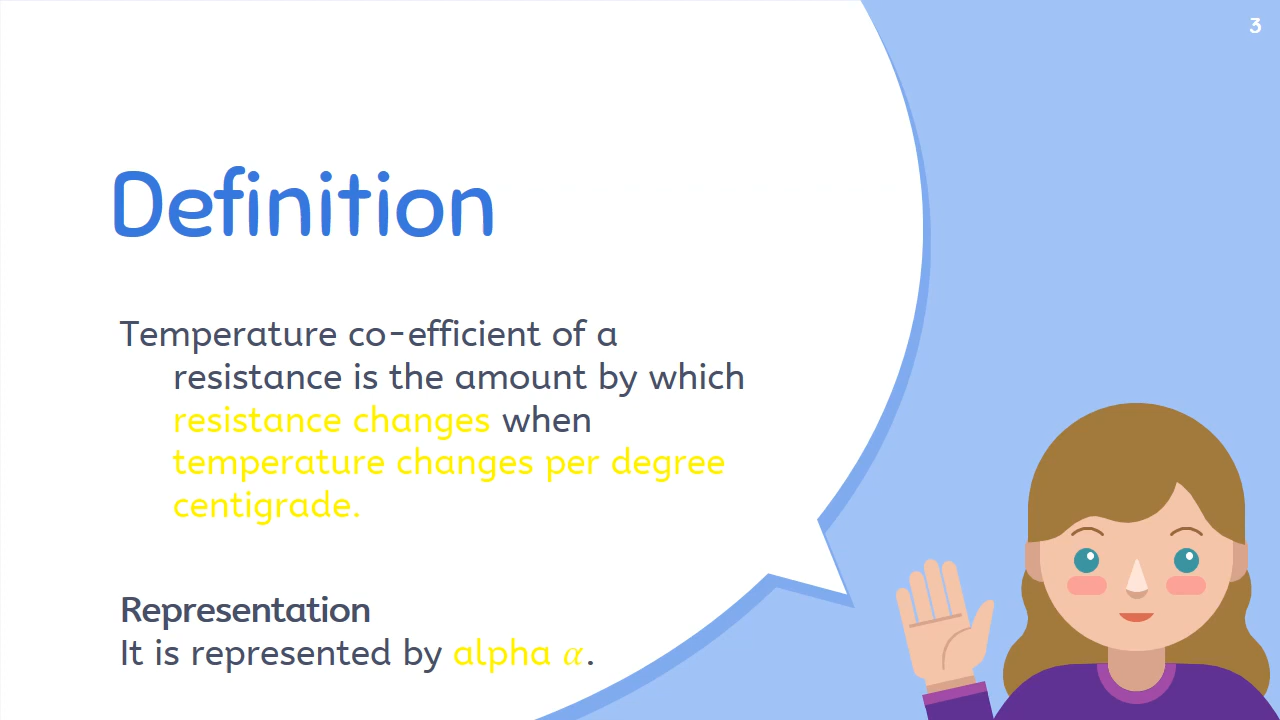 3
Definition
Temperature co-efficient of a
resistance is the amount by which
resistance changes when
temperature changes per degree
centigrade.
Representation
It is represented by alpha α.